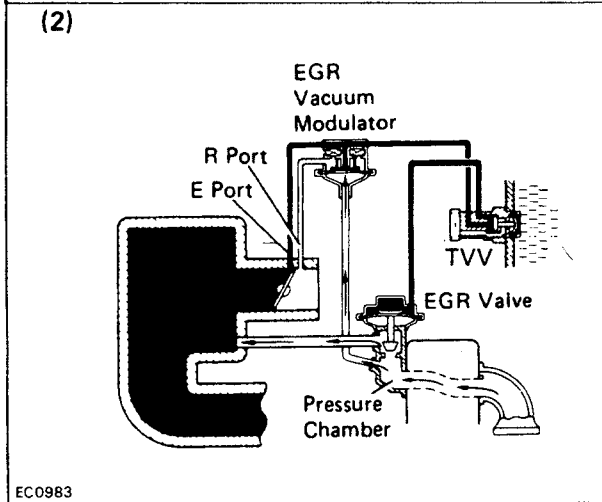 (2)
EGR
Vacuum
Modulator
R Port
E Port
TVV
EGR Valve
Pressure
Chamber
EC0983